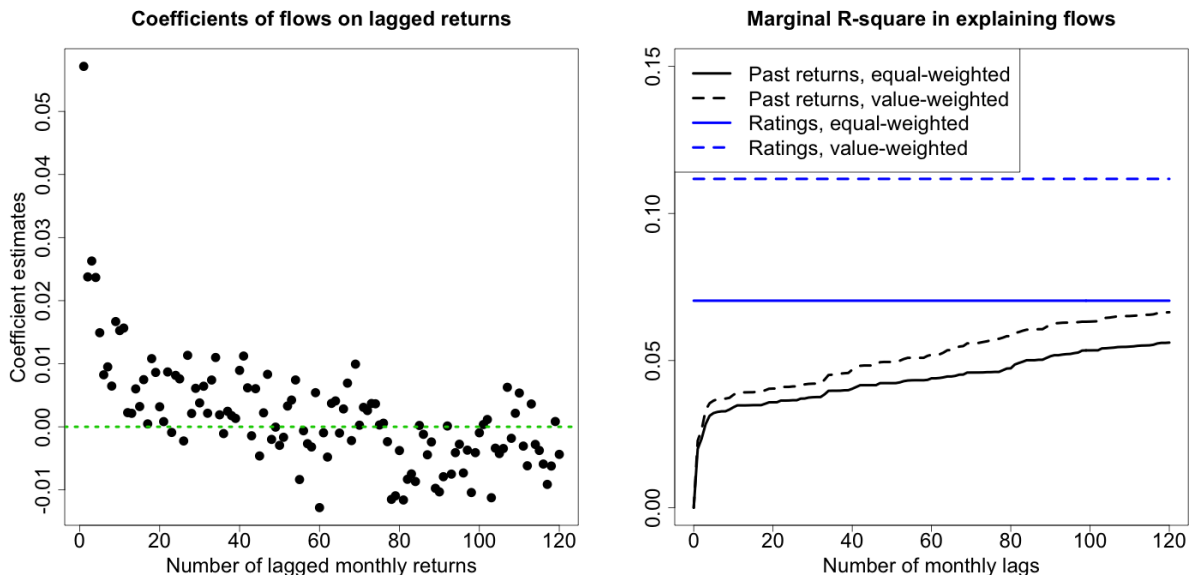 Coefficients of flows on lagged returns
Coefficient estimates
0.05
0.04
0.03
0.02
0.01
0.00
-0.01
0
20
40
60
80
100
120
Number of lagged monthly returns
Marginal R-square in explaining flows
Past returns, equal-weighted
Past returns, value-weighted
Ratings, equal-weighted
Ratings, value-weighted
0.15
0.10
0.05
0.00
0
20
40
60
80
100
120
Number of monthly lags